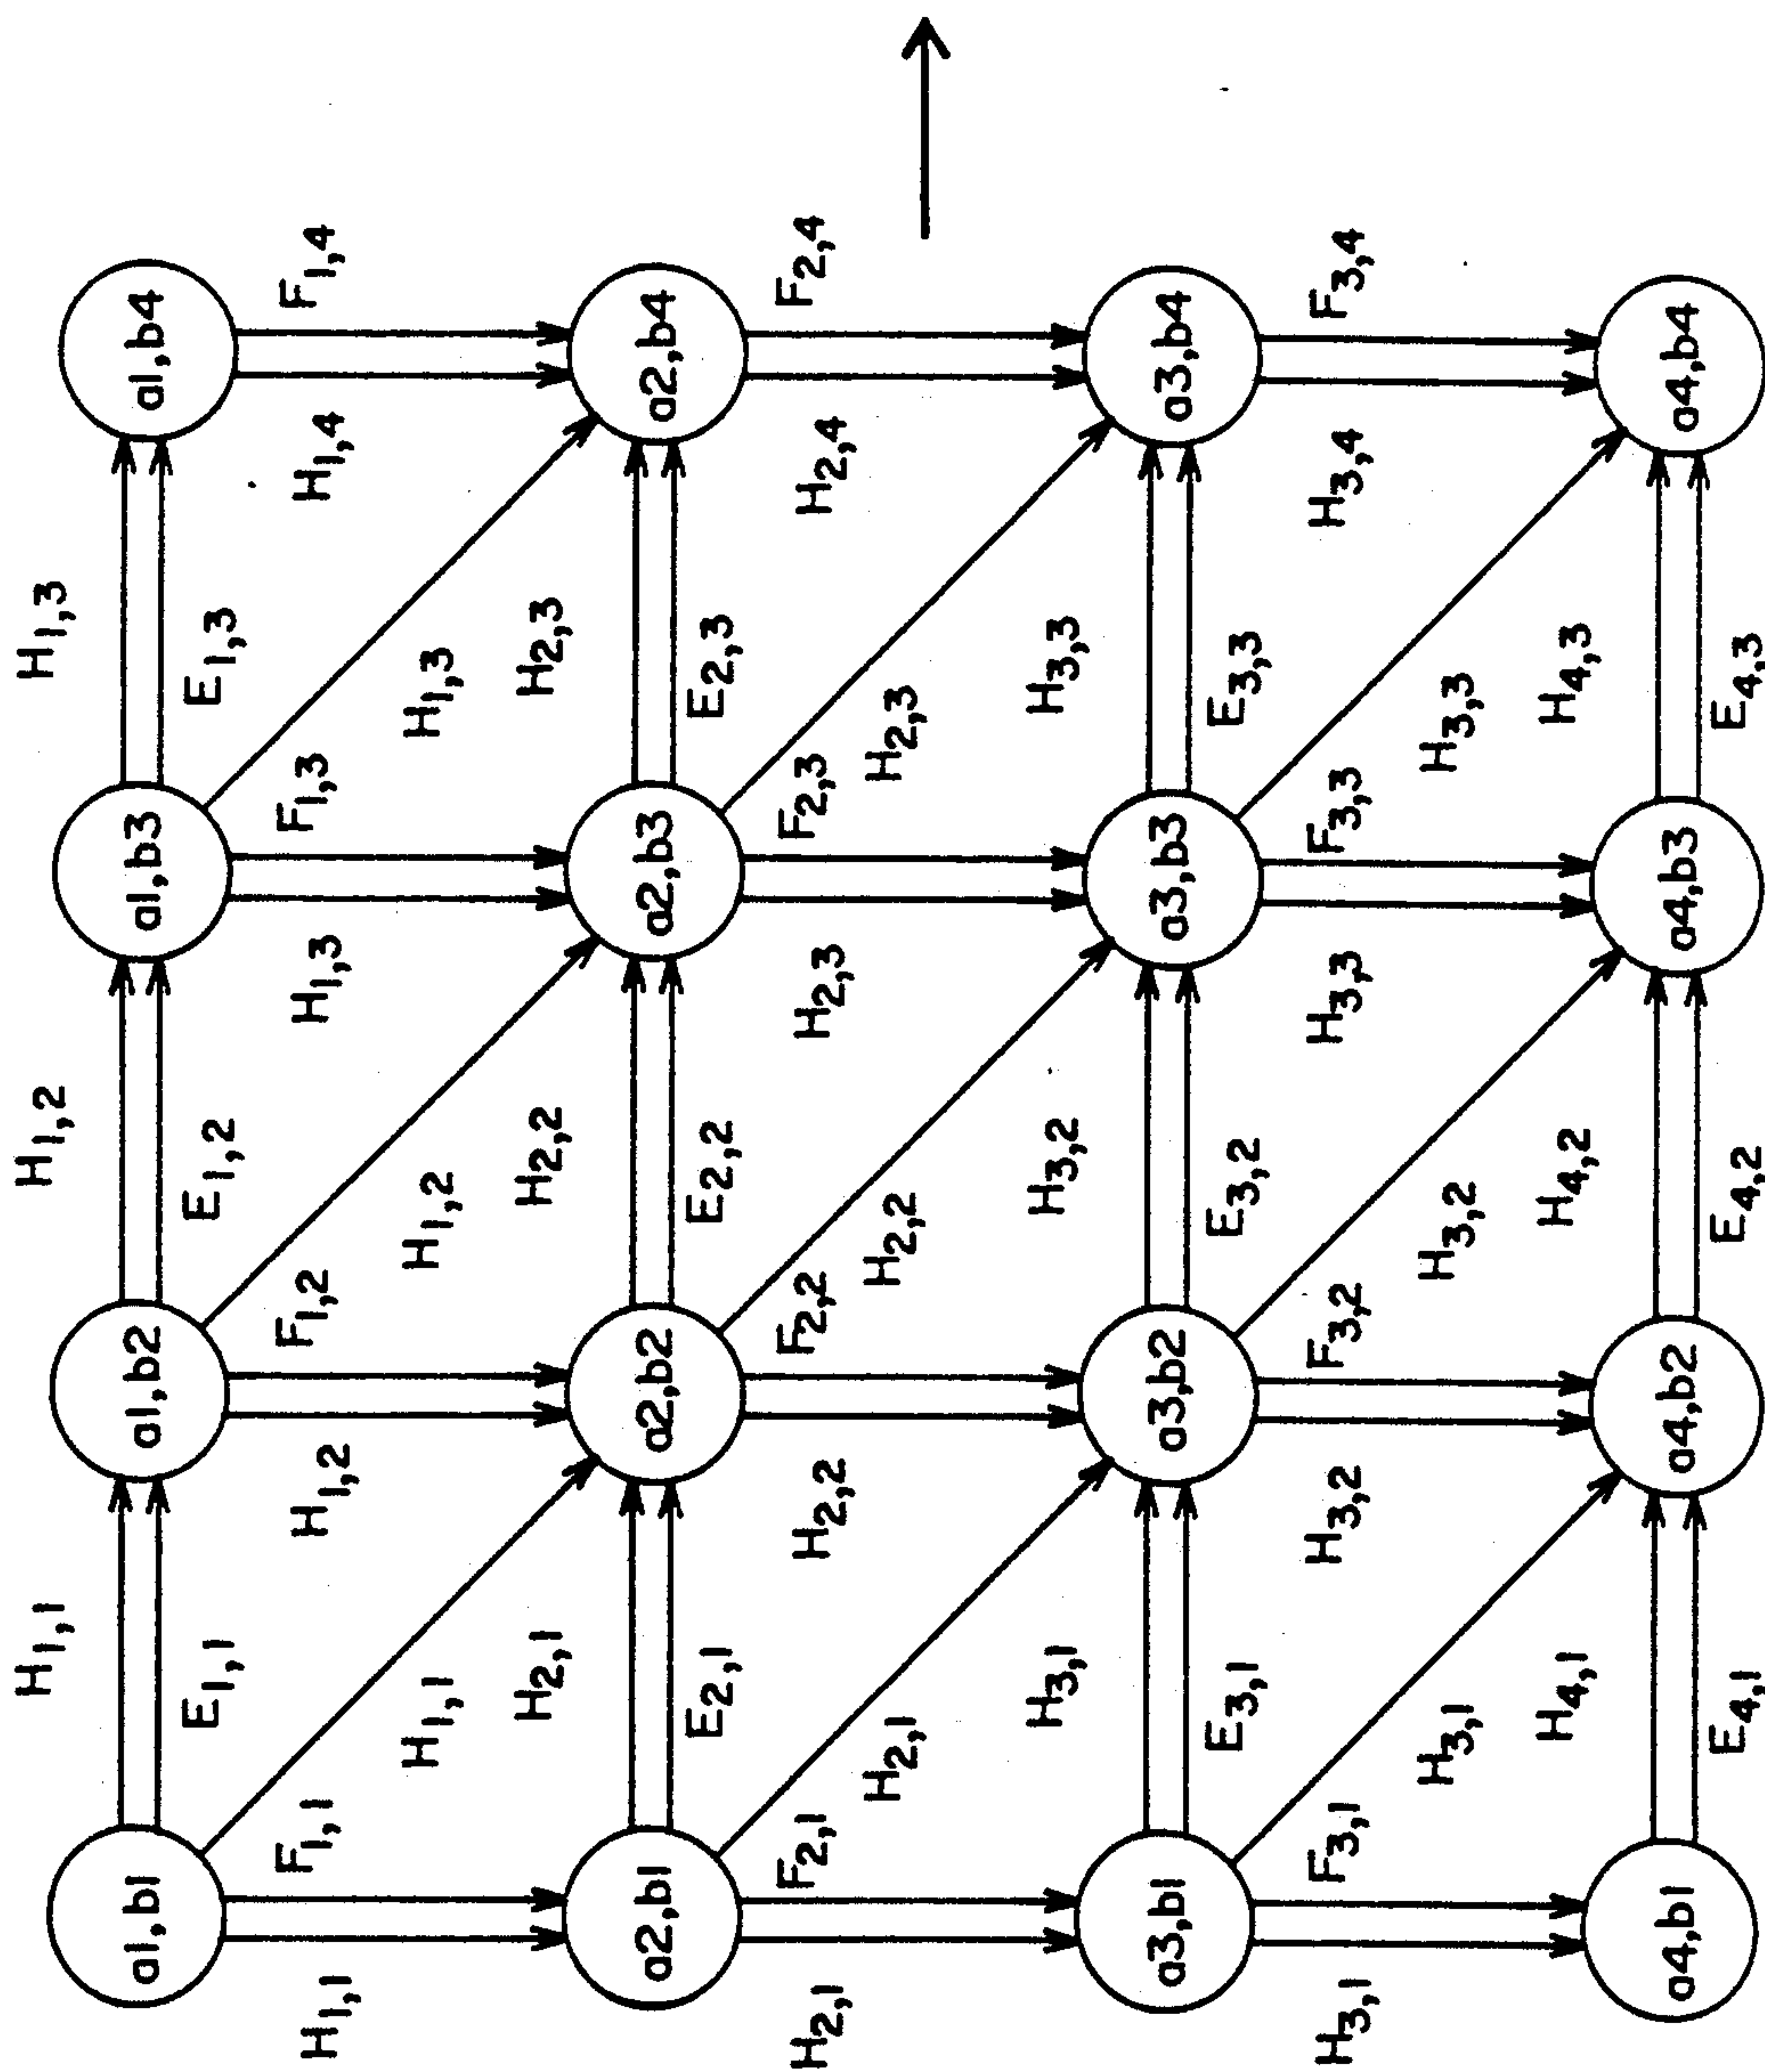 H1,1 H1,2 H1,3
a1,b1 a1,b2 a1,b3 a1,b4
E1,1 E1,2 E1,3
H1,1 F1,1 H1,2 F1,2 H1,3 F1,3 H1,4 F1,4
H1,1 H1,2 H1,3
H2,1 H2,2 H2,3
a2,b1 a2,b2 a2,b3 a2,b4
E2,1 E2,2 E2,3
H2,1 F2,1 H2,2 F2,2 H2,3 F2,3 H2,4 F2,4
H2,1 H2,2 H2,3
H3,1 H3,2 H3,3
a3,b1 a3,b2 a3,b3 a3,b4
E3,1 E3,2 E3,3
H3,1 F3,1 H3,2 F3,2 H3,3 F3,3 H3,4 F3,4
H3,1 H3,2 H3,3
H4,1 H4,2 H4,3
a4,b1 a4,b2 a4,b3 a4,b4
E4,1 E4,2 E4,3